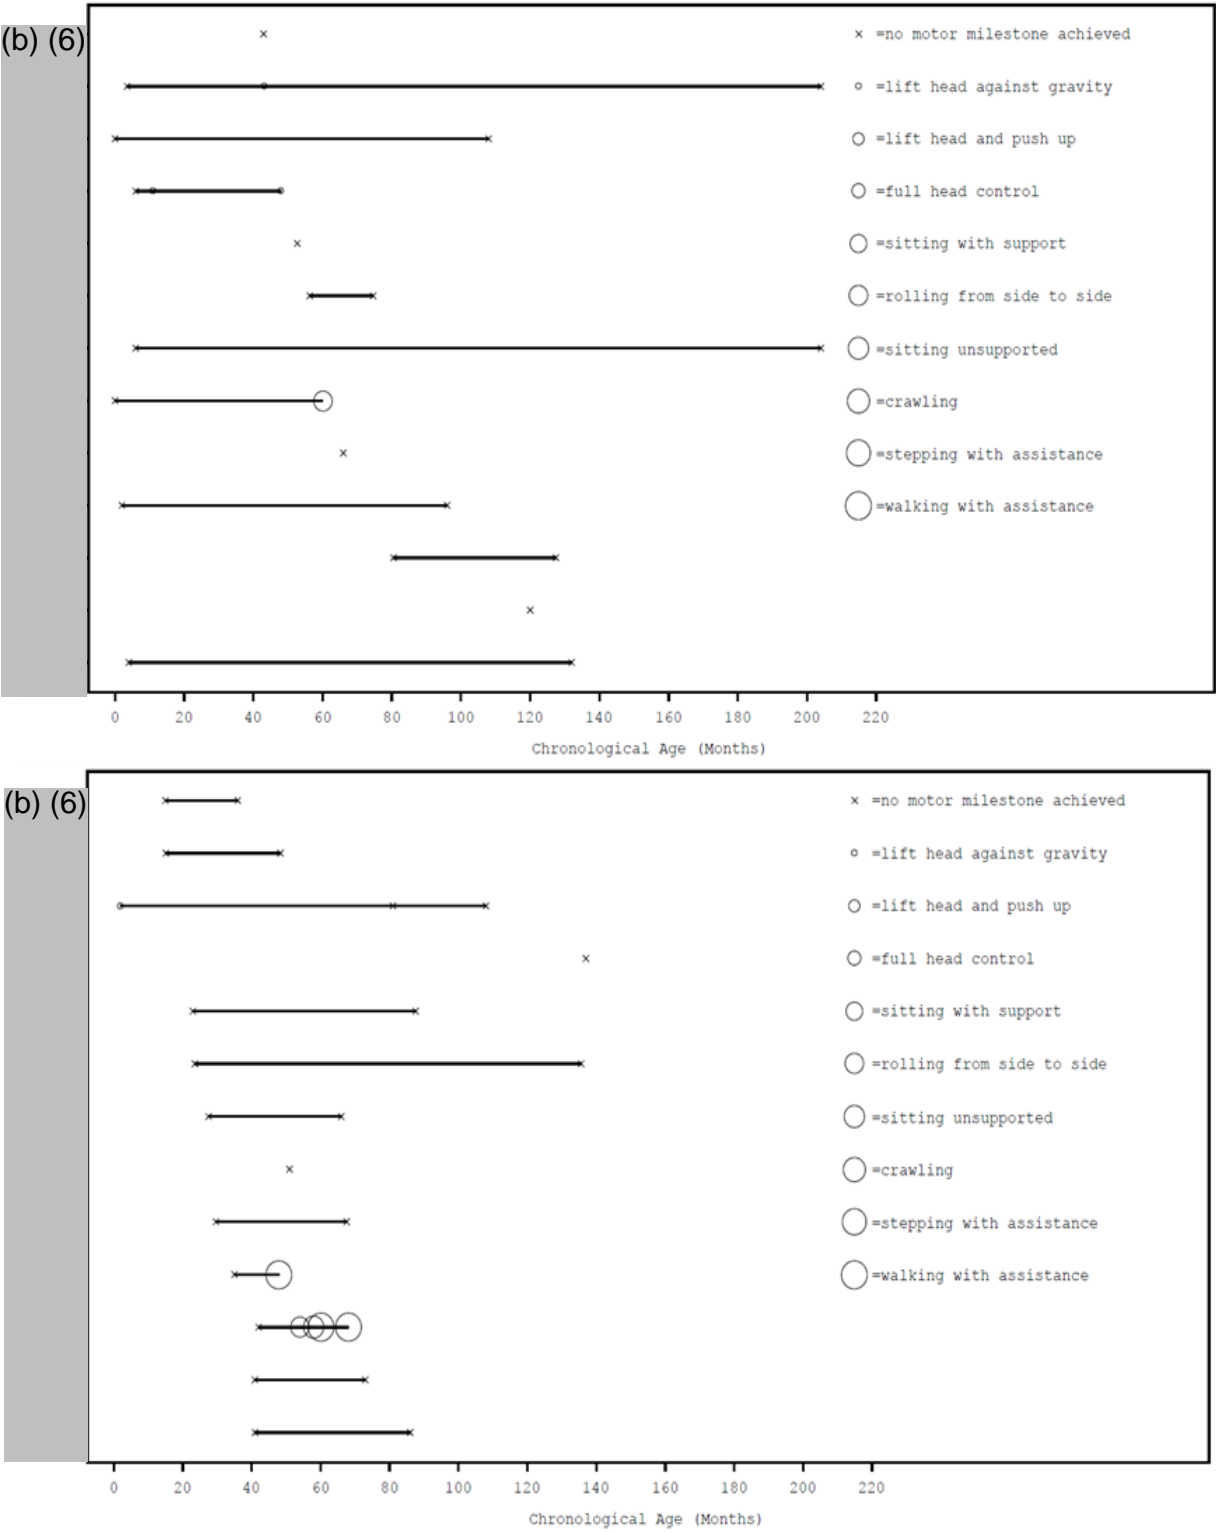 (b) (6)
× =no motor milestone achieved
=lift head against gravity
=lift head and push up
=full head control
=sitting with support
=rolling from side to side
=sitting unsupported
=crawling
=stepping with assistance
=walking with assistance
0 20 40 60 80 100 120 140 160 180 200 220
Chronological Age (Months)
(b) (6)
× =no motor milestone achieved
=lift head against gravity
=lift head and push up
=full head control
=sitting with support
=rolling from side to side
=sitting unsupported
=crawling
=stepping with assistance
=walking with assistance
0 20 40 60 80 100 120 140 160 180 200 220
Chronological Age (Months)